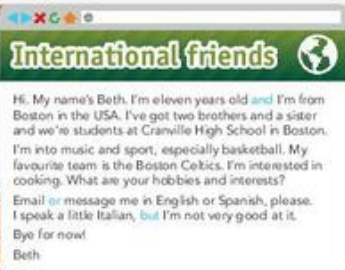 International friends
Hi. My name's Beth. I'm eleven years old and I'm from
Boston in the USA. I've got two brothers and a sister
and we're students at Cranville High School in Boston.
I'm into music and sport, especially basketball. My
favourite team is the Boston Celtics. I'm interested in
cooking. What are your hobbies and interests?
Email or message me in English or Spanish, please.
I speak a little Italian, but I'm not very good at it.
Bye for now!
Beth